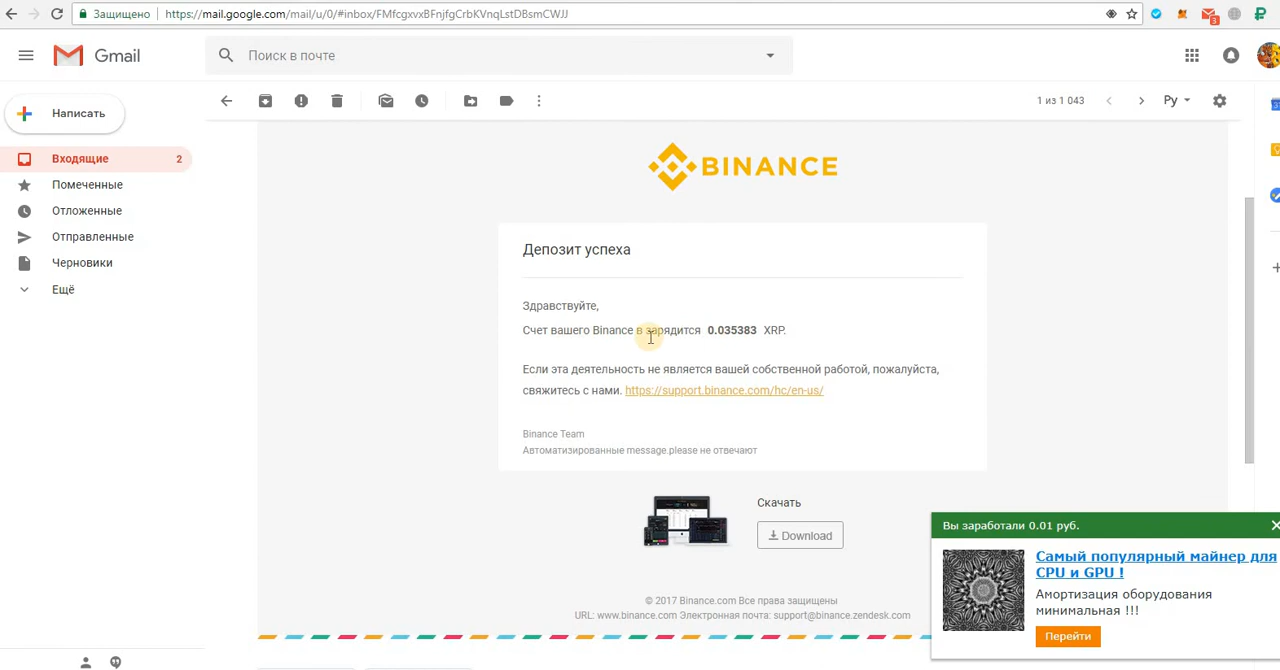 Защищено
https://mail.google.com/mail/u/0/#inbox/FMfcgxvxBFnjfgCrbKVnqLstDBsmCWJJ
3
Gmail
Поиск в почте
Написать
1 из 1 043
Ру
Входящие 2
Помеченные
Отложенные
Отправленные
Черновики
Ещё
BINANCE
Депозит успеха
Здравствуйте,
Счет вашего Binance в зарядится 0.035383 XRP.
Если эта деятельность не является вашей собственной работой, пожалуйста,
свяжитесь с нами. https://support.binance.com/hc/en-us/
Binance Team
Автоматизированные message.please не отвечают
Скачать
Download
© 2017 Binance.com Все права защищены
URL: www.binance.com Электронная почта: support@binance.zendesk.com
Вы заработали 0.01 руб.
Самый популярный майнер для
CPU и GPU !
Амортизация оборудования
минимальная !!!
Перейти